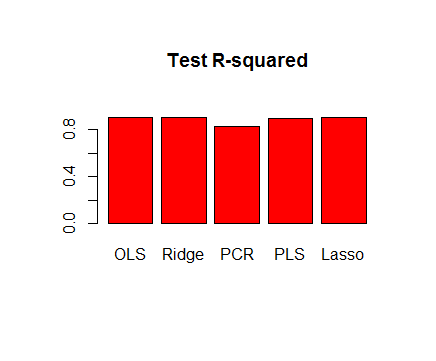 Test R-squared
0.8
0.4
0.0
OLS Ridge PCR PLS Lasso